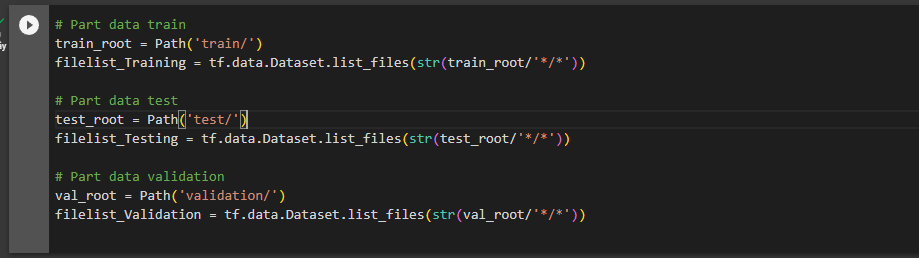 # Part data train
train_root = Path('train/')
filelist_Training = tf.data.Dataset.list_files(str(train_root/'*/*'))
# Part data test
test_root = Path('test/')
filelist_Testing = tf.data.Dataset.list_files(str(test_root/'*/*'))
# Part data validation
val_root = Path('validation/')
filelist_Validation = tf.data.Dataset.list_files(str(val_root/'*/*'))